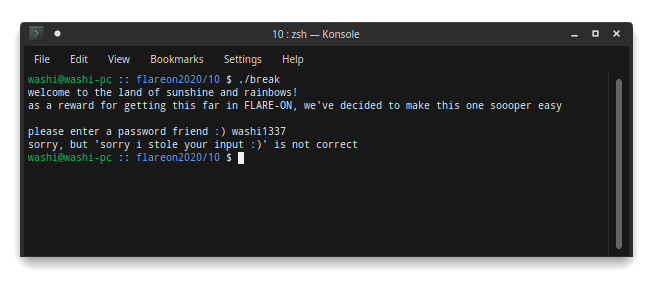 10 : zsh — Konsole
File Edit View Bookmarks Settings Help
washi@washi-pc :: flareon2020/10 $ ./break
welcome to the land of sunshine and rainbows!
as a reward for getting this far in FLARE-ON, we've decided to make this one soooper easy
please enter a password friend :) washi1337
sorry, but 'sorry i stole your input :)' is not correct
washi@washi-pc :: flareon2020/10 $